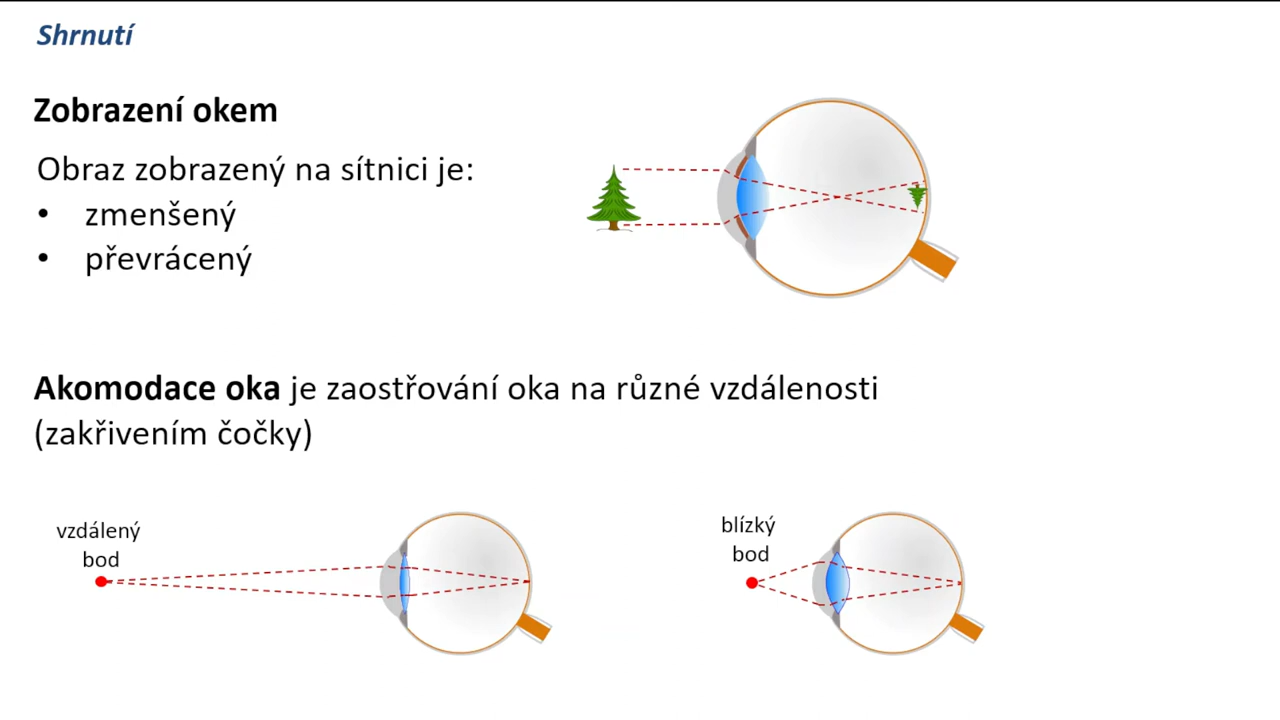 Shrnutí
Zobrazení okem
Obraz zobrazený na sítnici je:
• zmenšený
• převrácený
Akomodace oka je zaostřování oka na různé vzdálenosti
(zakřivením čočky)
vzdálený
bod
blízký
bod